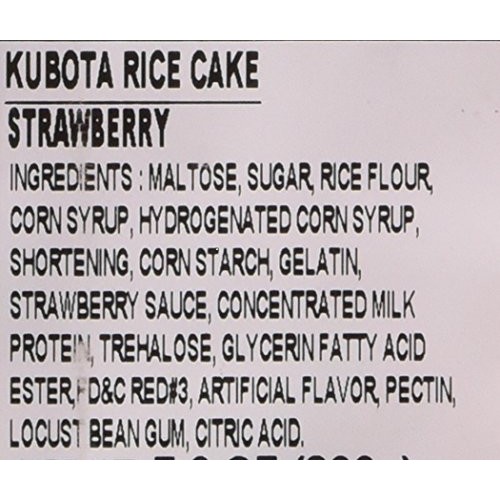 KUBOTA RICE CAKE
STRAWBERRY
INGREDIENTS : MALTOSE, SUGAR, RICE FLOUR,
CORN SYRUP, HYDROGENATED CORN SYRUP,
SHORTENING, CORN STARCH, GELATIN,
STRAWBERRY SAUCE, CONCENTRATED MILK
PROTEIN, TREHALOSE, GLYCERIN FATTY ACID
ESTER, FD&C RED#3, ARTIFICIAL FLAVOR, PECTIN,
LOCUST BEAN GUM, CITRIC ACID.